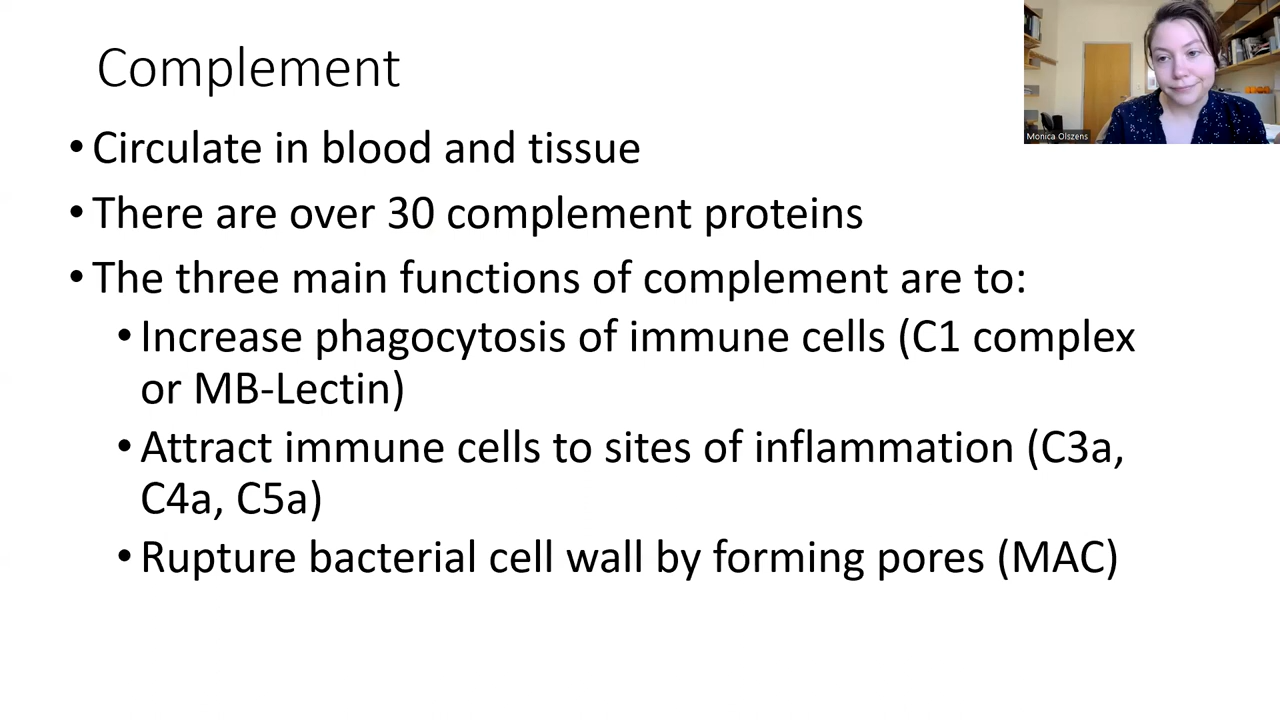 Complement
Monica Olszens
• Circulate in blood and tissue
• There are over 30 complement proteins
• The three main functions of complement are to:
• Increase phagocytosis of immune cells (C1 complex
or MB-Lectin)
• Attract immune cells to sites of inflammation (C3a,
C4a, C5a)
• Rupture bacterial cell wall by forming pores (MAC)